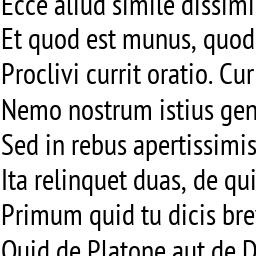 Ecce aliud simile dissimi
Et quod est munus, quod
Proclivi currit oratio. Cur
Nemo nostrum istius gen
Sed in rebus apertissimis
Ita relinquet duas, de qui
Primum quid tu dicis bre
Quid de Platone aut de D